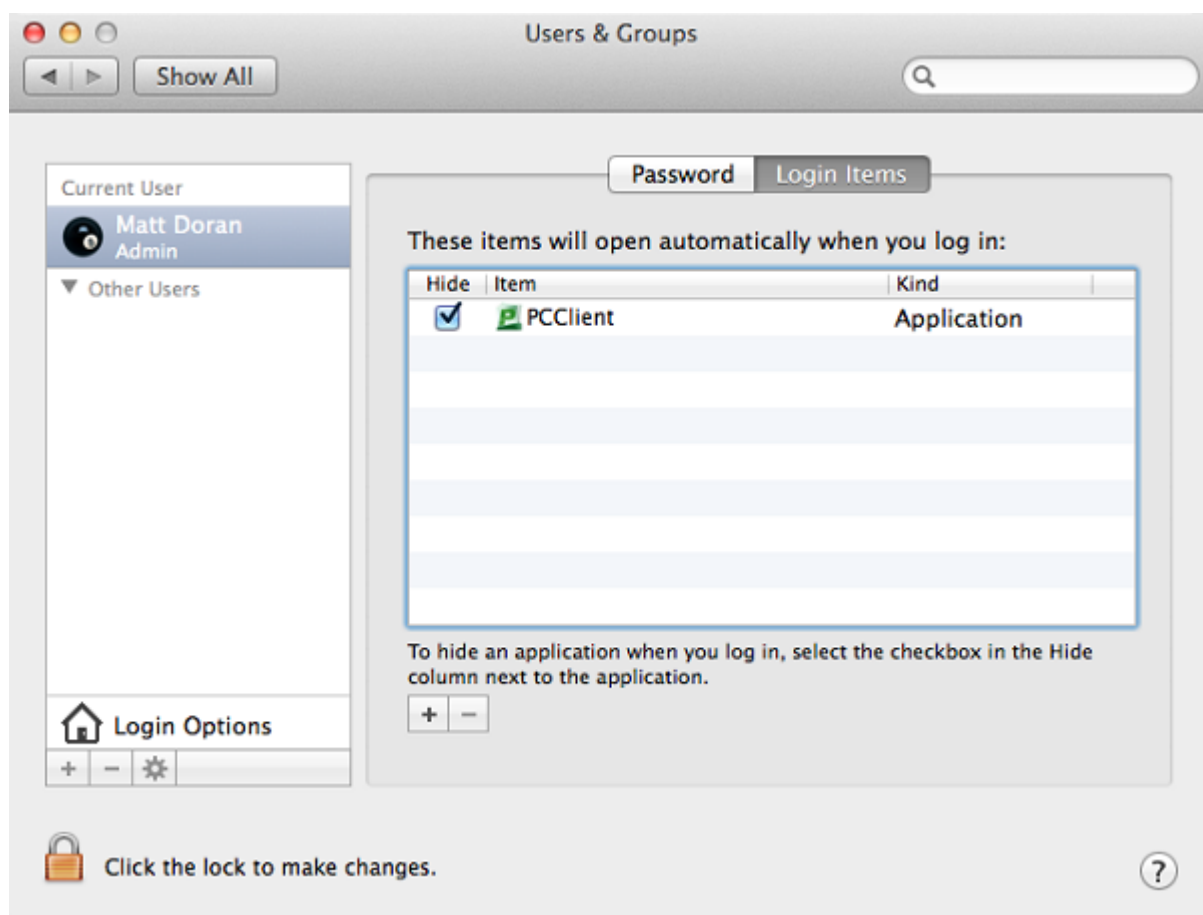 Users & Groups
Show All
Current User
Matt Doran
Admin
Other Users
Login Options
Password Login Items
These items will open automatically when you log in:
Hide Item Kind
PCClient Application
To hide an application when you log in, select the checkbox in the Hide
column next to the application.
Click the lock to make changes.